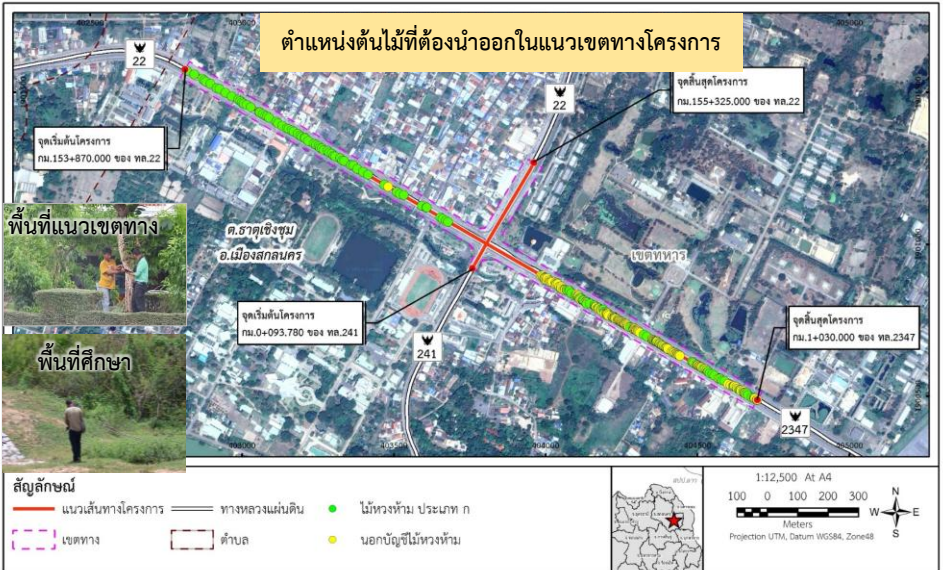 ตำแหน่งต้นไม้ที่ต้องนำออกในแนวเขตทางโครงการ
402500
403000
405000
22
22
จุดสิ้นสุดโครงการ
กม.155+325.000 ของ ทล.22
จุดเริ่มต้นโครงการ
กม.153+870.000 ของ ทล.22
พื้นที่แนวเขตทาง
ต.ธาตุเชิงชุม
อ.เมืองสกลนคร
เขตทหาร
จุดเริ่มต้นโครงการ
กม.0+093.780 ของ ทล.241
จุดสิ้นสุดโครงการ
กม.1+030.000 ของ ทล.2347
241
พื้นที่ศึกษา
2347
403000
403500
404000
404500
405000
สัญลักษณ์
แนวเส้นทางโครงการ
ทางหลวงแผ่นดิน
ไม้หวงห้าม ประเภท ก
เขตทาง
ตำบล
นอกบัญชีไม้หวงห้าม
1:12,500 At A4
100 0 100 200 300
Meters
Projection UTM, Datum WGS84, Zone48
N
W E
S